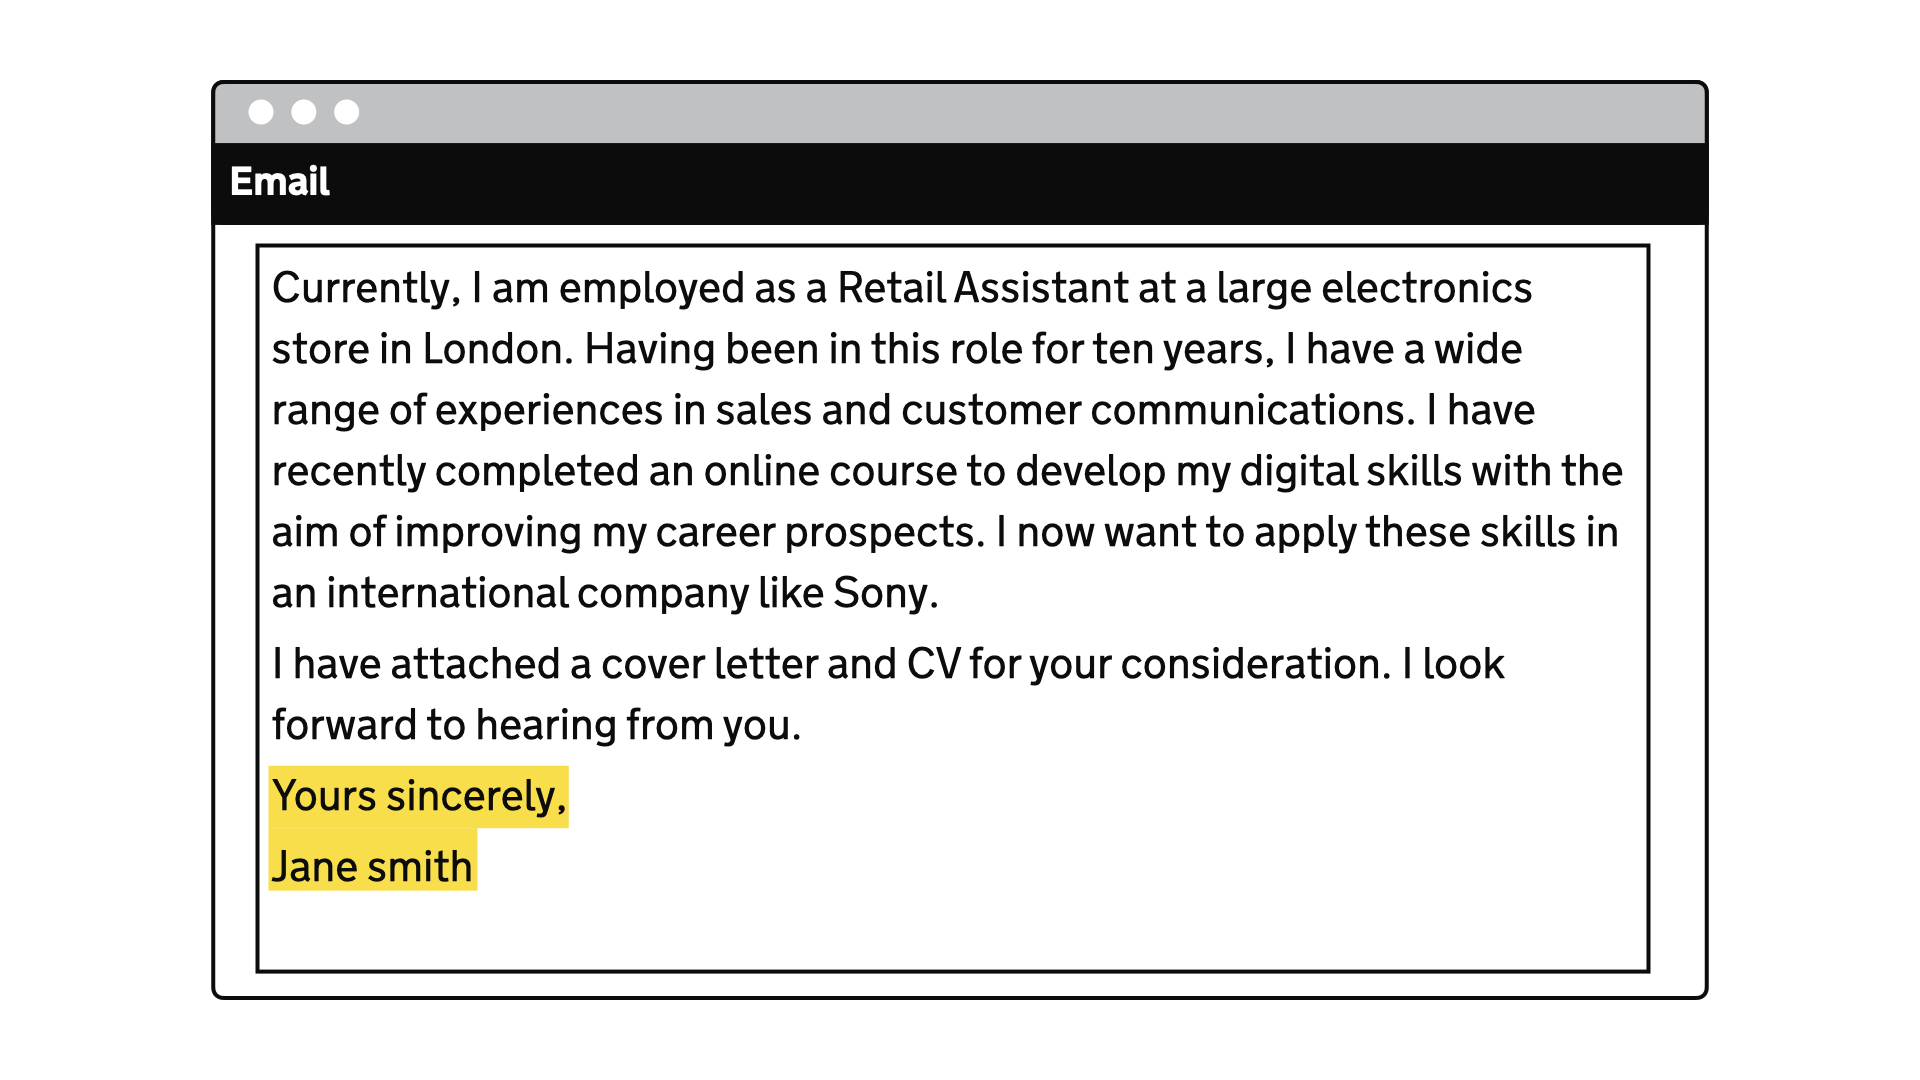 Email
Currently, I am employed as a Retail Assistant at a large electronics
store in London. Having been in this role for ten years, I have a wide
range of experiences in sales and customer communications. I have
recently completed an online course to develop my digital skills with the
aim of improving my career prospects. I now want to apply these skills in
an international company like Sony.
I have attached a cover letter and CV for your consideration. I look
forward to hearing from you.
Yours sincerely,
Jane smith